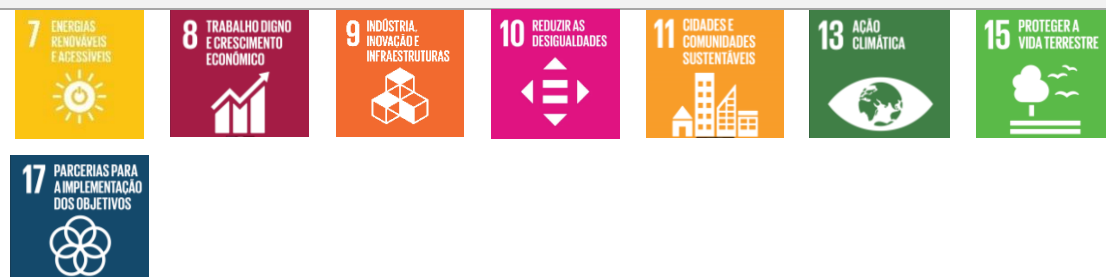 7 ENERGIAS
RENOVÁVEIS
E ACESSÍVEIS
8 TRABALHO DIGNO
E CRESCIMENTO
ECONÓMICO
9 INDÚSTRIA,
INOVAÇÃO E
INFRAESTRUTURAS
10 REDUZIR AS
DESIGUALDADES
11 CIDADES E
COMUNIDADES
SUSTENTÁVEIS
13 AÇÃO
CLIMÁTICA
15 PROTEGER A
VIDA TERRESTRE
17 PARCERIAS PARA
A IMPLEMENTAÇÃO
DOS OBJETIVOS